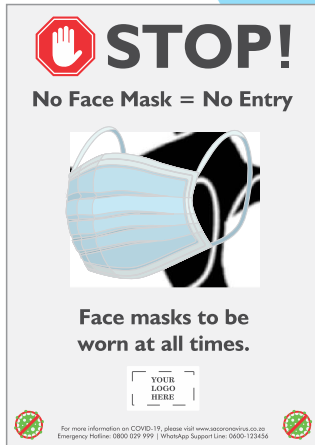 STOP!
No Face Mask = No Entry
Face masks to be
worn at all times.
YOUR
LOGO
HERE
For more information on COVID-19, please visit www.sacoronavirus.co.za
Emergency Hotline: 0800 029 999 | WhatsApp Support Line: 0600-123456